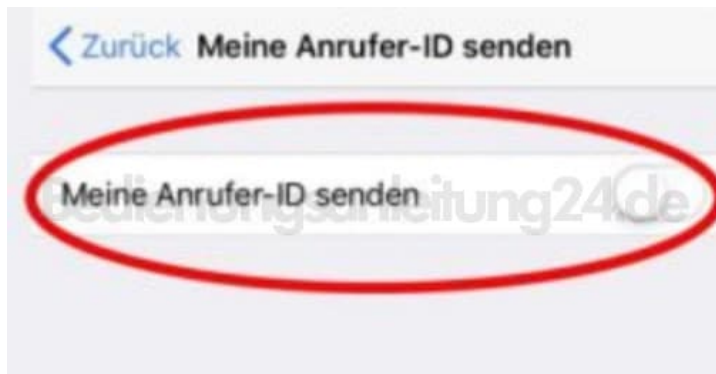 Zurück Meine Anrufer-ID senden
Meine Anrufer-ID senden
Bedienungsanleitung24.de